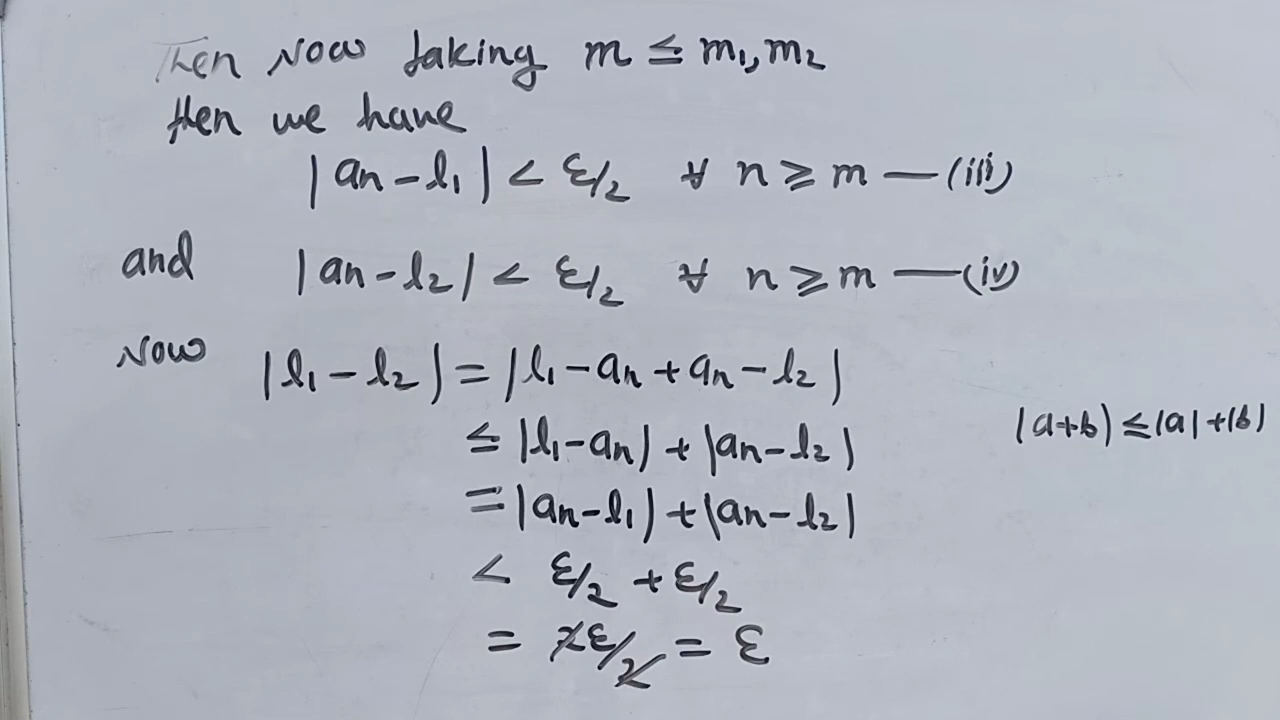 Then Now taking m ≤ m₁, m₂
then we have
|an - l₁| < ε/2 ∀ n ≥ m — (iii)
and |an - l₂| < ε/2 ∀ n ≥ m — (iv)
Now |l₁ - l₂| = |l₁ - an + an - l₂|
≤ |l₁ - an| + |an - l₂| |a+b| ≤ |a| + |b|
= |an - l₁| + |an - l₂|
< ε/2 + ε/2
= 2ε/2 = ε